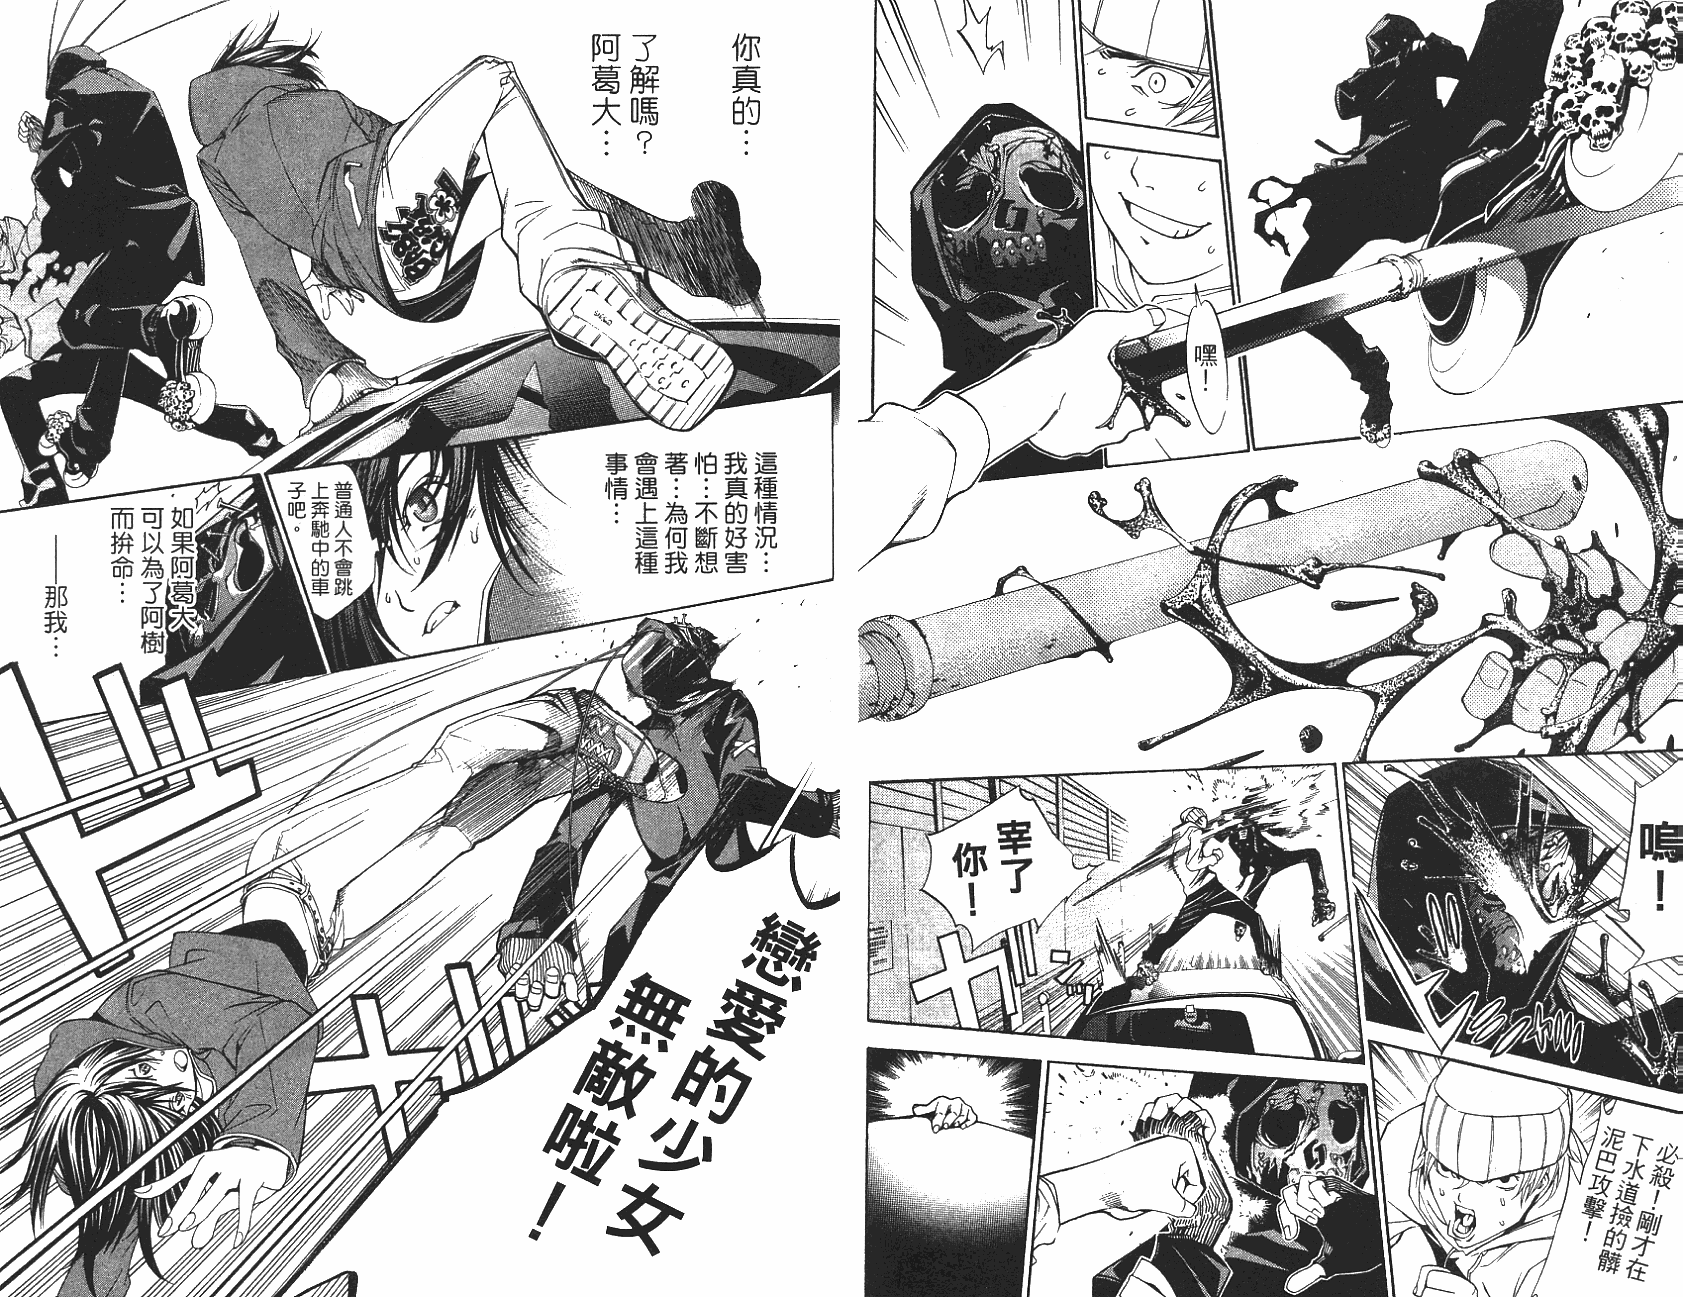 嘿！
嗚！
宰了
你！
ガ
必殺！剛才在
下水道撿的髒
泥巴攻擊！
你真的…
了解嗎？
阿葛大…
這種情況…
我真的好害
怕…不斷想
著…為何我
會遇上這種
事情…
普通人不會跳
上奔馳中的車
子吧。
如果阿葛大
可以為了阿樹
而拚命…
——那我…
戀愛的少女
無敵啦！